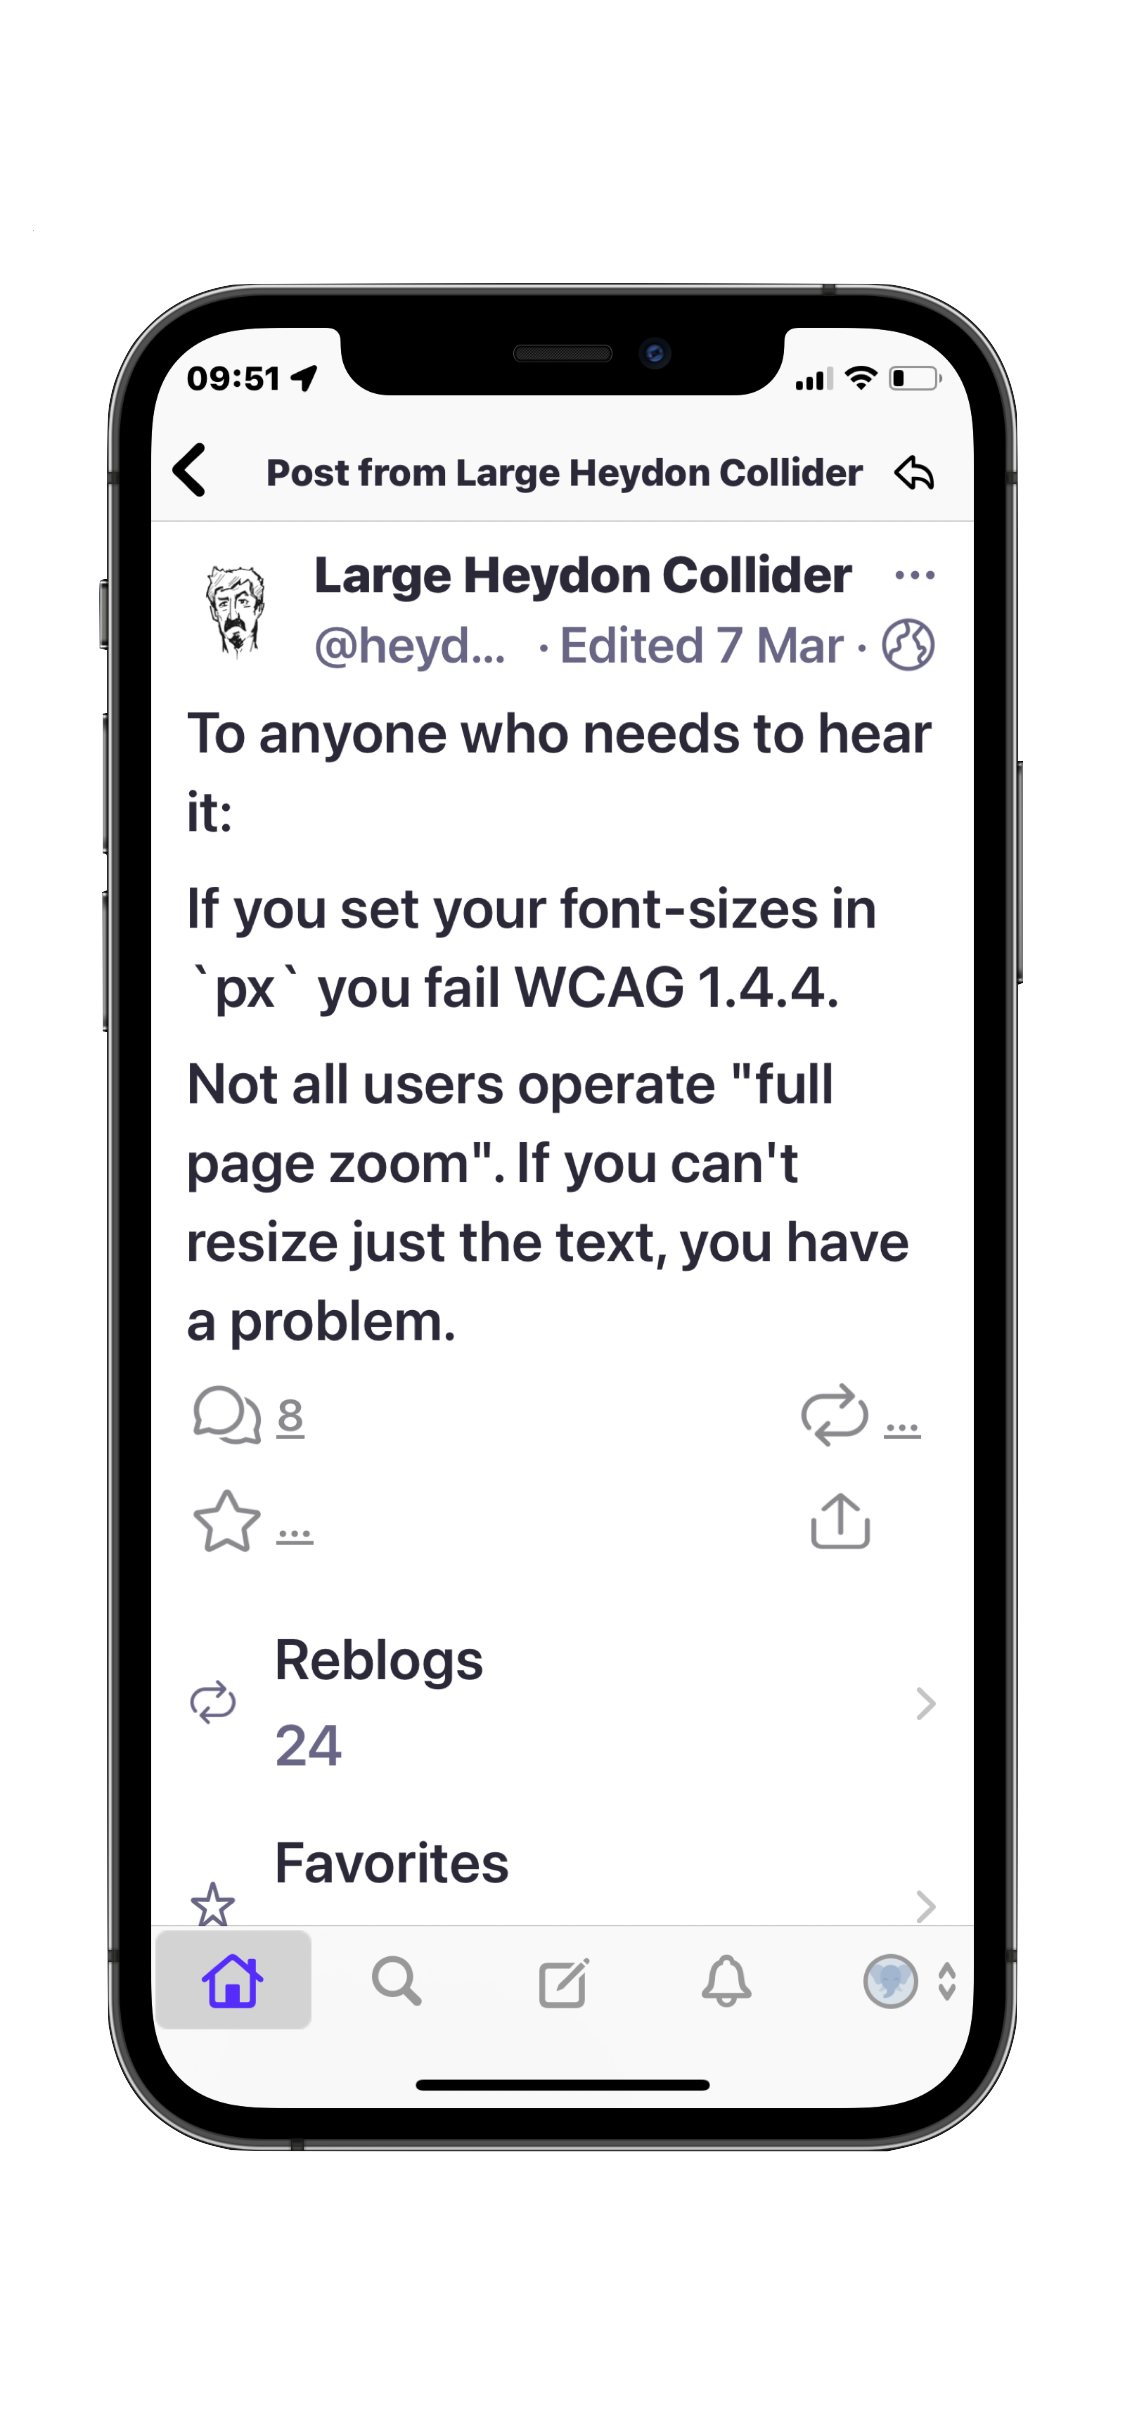 09:51
Post from Large Heydon Collider
Large Heydon Collider ...
@heyd... · Edited 7 Mar ·
To anyone who needs to hear
it:
If you set your font-sizes in
`px` you fail WCAG 1.4.4.
Not all users operate "full
page zoom". If you can't
resize just the text, you have
a problem.
8 ...
...
Reblogs
24
Favorites